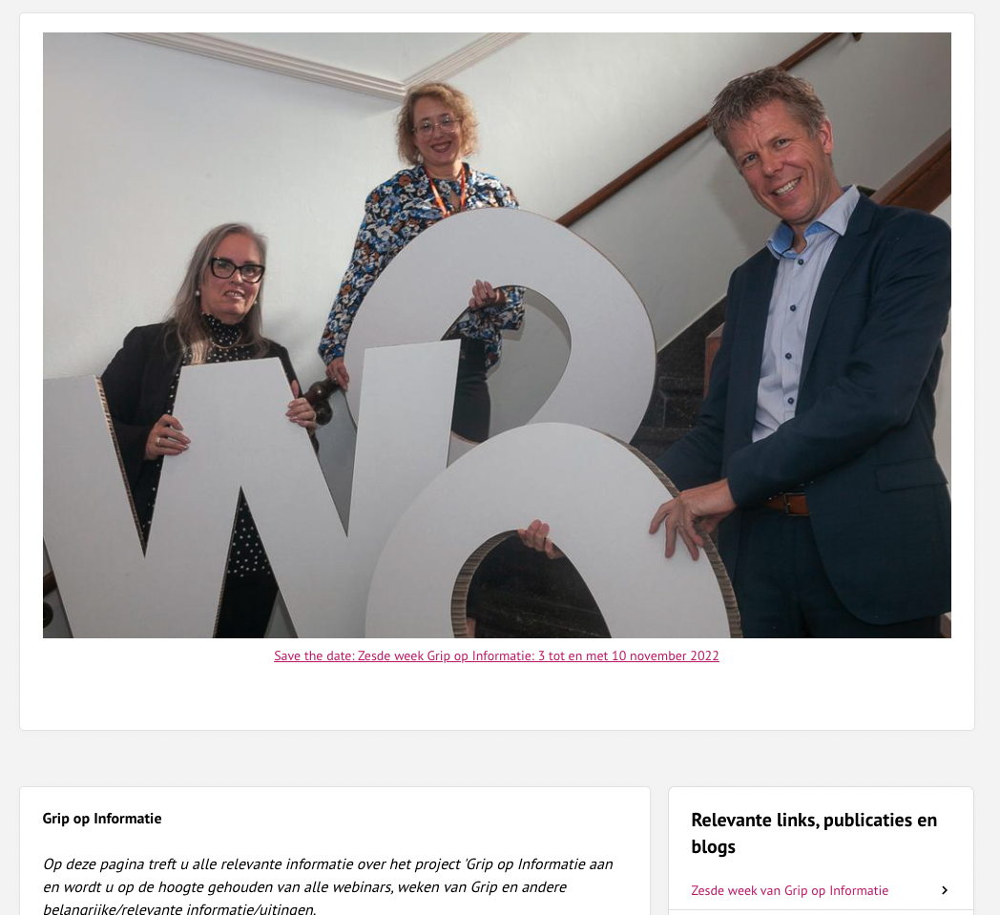 Wo
Save the date: Zesde week Grip op Informatie: 3 tot en met 10 november 2022
Grip op Informatie
Op deze pagina treft u alle relevante informatie over het project 'Grip op Informatie aan
en wordt u op de hoogte gehouden van alle webinars, weken van Grip en andere
belangrijke/relevante informatie/uitingen.
Relevante links, publicaties en
blogs
Zesde week van Grip op Informatie